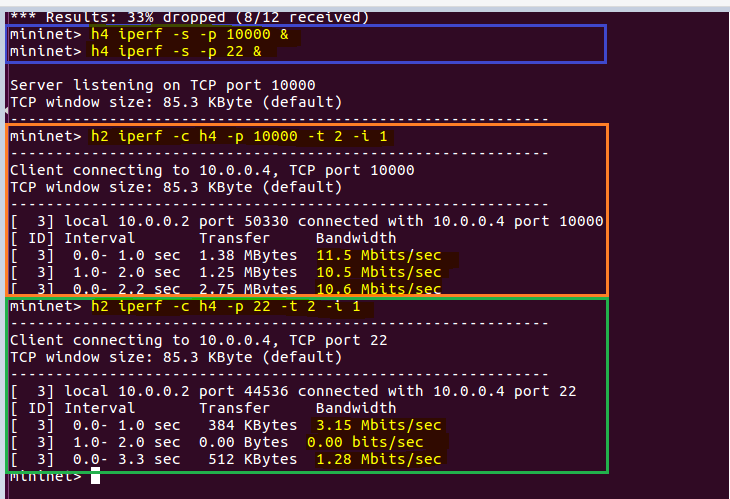 *** Results: 33% dropped (8/12 received)
mininet> h4 iperf -s -p 10000 &
mininet> h4 iperf -s -p 22 &
Server listening on TCP port 10000
TCP window size: 85.3 KByte (default)
------------------------------------------------------------
mininet> h2 iperf -c h4 -p 10000 -t 2 -i 1
------------------------------------------------------------
Client connecting to 10.0.0.4, TCP port 10000
TCP window size: 85.3 KByte (default)
------------------------------------------------------------
[  3] local 10.0.0.2 port 50330 connected with 10.0.0.4 port 10000
[ ID] Interval       Transfer     Bandwidth
[  3]  0.0- 1.0 sec  1.38 MBytes  11.5 Mbits/sec
[  3]  1.0- 2.0 sec  1.25 MBytes  10.5 Mbits/sec
[  3]  0.0- 2.2 sec  2.75 MBytes  10.6 Mbits/sec
mininet> h2 iperf -c h4 -p 22 -t 2 -i 1
------------------------------------------------------------
Client connecting to 10.0.0.4, TCP port 22
TCP window size: 85.3 KByte (default)
------------------------------------------------------------
[  3] local 10.0.0.2 port 44536 connected with 10.0.0.4 port 22
[ ID] Interval       Transfer     Bandwidth
[  3]  0.0- 1.0 sec   384 KBytes  3.15 Mbits/sec
[  3]  1.0- 2.0 sec  0.00 Bytes  0.00 bits/sec
[  3]  0.0- 3.3 sec   512 KBytes  1.28 Mbits/sec
mininet>